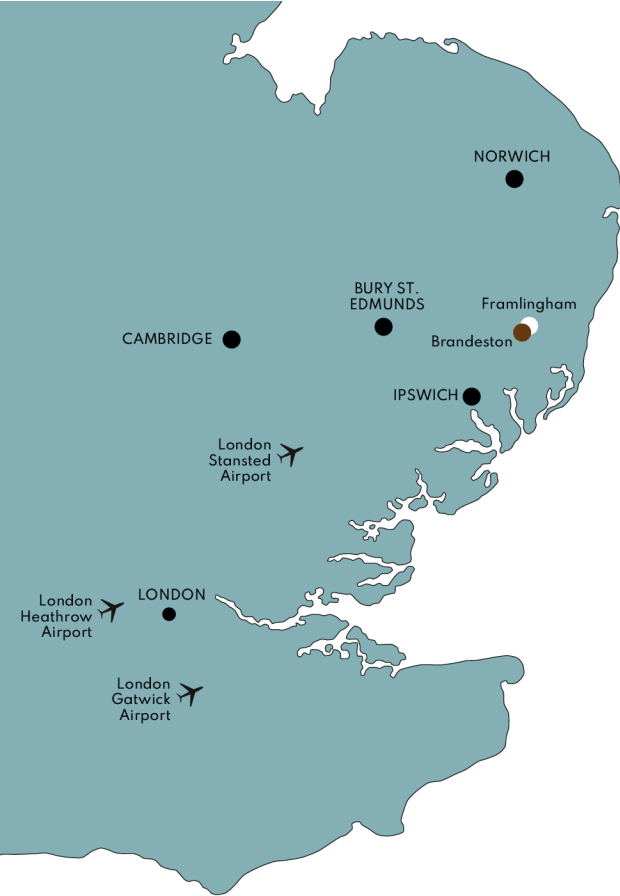 NORWICH
BURY ST.
EDMUNDS
Framlingham
CAMBRIDGE
Brandeston
IPSWICH
London
Stansted
Airport
London
Heathrow
Airport
LONDON
London
Gatwick
Airport